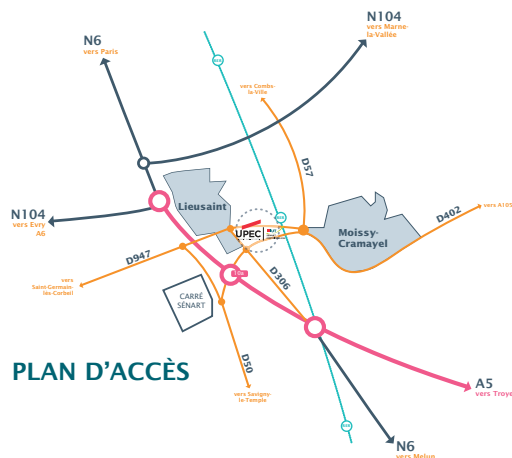 N104
vers Marne-
la-Vallée
N6
vers Paris
vers Combs-
la-Ville
D57
Lieusaint
N104
vers Evry
A6
UPEC
Moissy-
Cramayel
D402
vers A105
D947
D306
vers
Saint-Germain-
lès-Corbeil
CARRÉ
SÉNART
D50
PLAN D’ACCÈS
vers Savigny-
le-Temple
A5
vers Troyes
N6
vers Melun